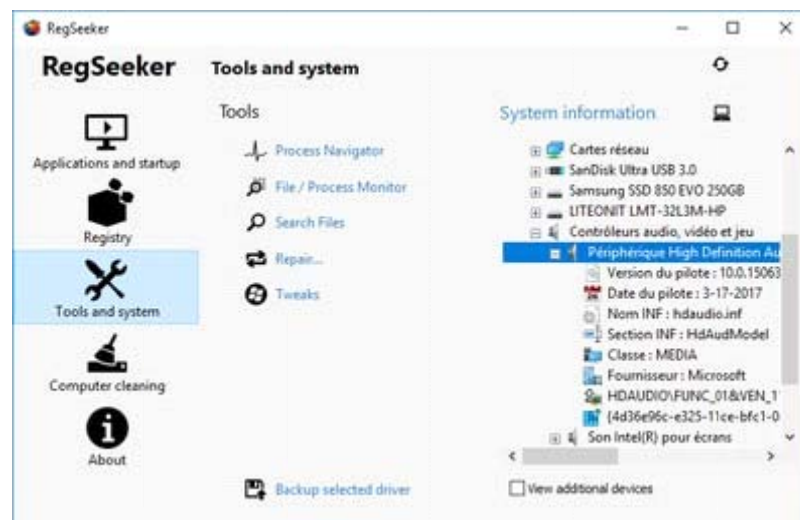 RegSeeker
RegSeeker
Applications and startup
Registry
Tools and system
Computer cleaning
About
Tools and system
Tools
Process Navigator
File / Process Monitor
Search Files
Repair...
Tweaks
Backup selected driver
System information
Cartes réseau
SanDisk Ultra USB 3.0
Samsung SSD 850 EVO 250GB
LITEONIT LMT-32L3M-HP
Contrôleurs audio, vidéo et jeu
Périphérique High Definition Au
Version du pilote : 10.0.15063
Date du pilote : 3-17-2017
Nom INF : hdaudio.inf
Section INF : HdAudModel
Classe : MEDIA
Fournisseur : Microsoft
HDAUDIO\FUNC_01&VEN_1
{4d36e96c-e325-11ce-bfc1-0
Son Intel(R) pour écrans
View additional devices